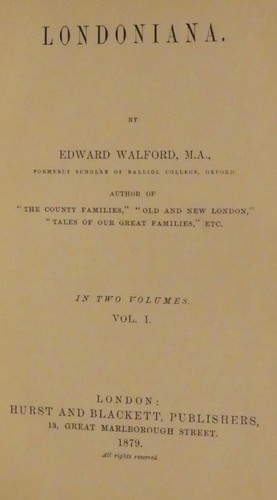 LONDONIANA.
BY
EDWARD WALFORD, M.A.,
FORMERLY SCHOLAR OF BALLIOL COLLEGE, OXFORD
AUTHOR OF
"THE COUNTY FAMILIES," "OLD AND NEW LONDON,"
"TALES OF OUR GREAT FAMILIES," ETC.
IN TWO VOLUMES.
VOL. I.
LONDON:
HURST AND BLACKETT, PUBLISHERS,
13, GREAT MARLBOROUGH STREET.
1879.
All rights reserved